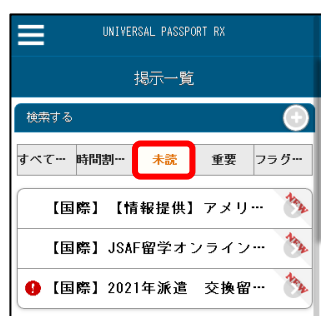 UNIVERSAL PASSPORT RX
掲示一覧
検索する
すべて… 時間割… 未読 重要 フラグ…
【国際】【情報提供】アメリ… NEW
【国際】JSAF留学オンライン… NEW
【国際】2021年派遣　交換留… NEW